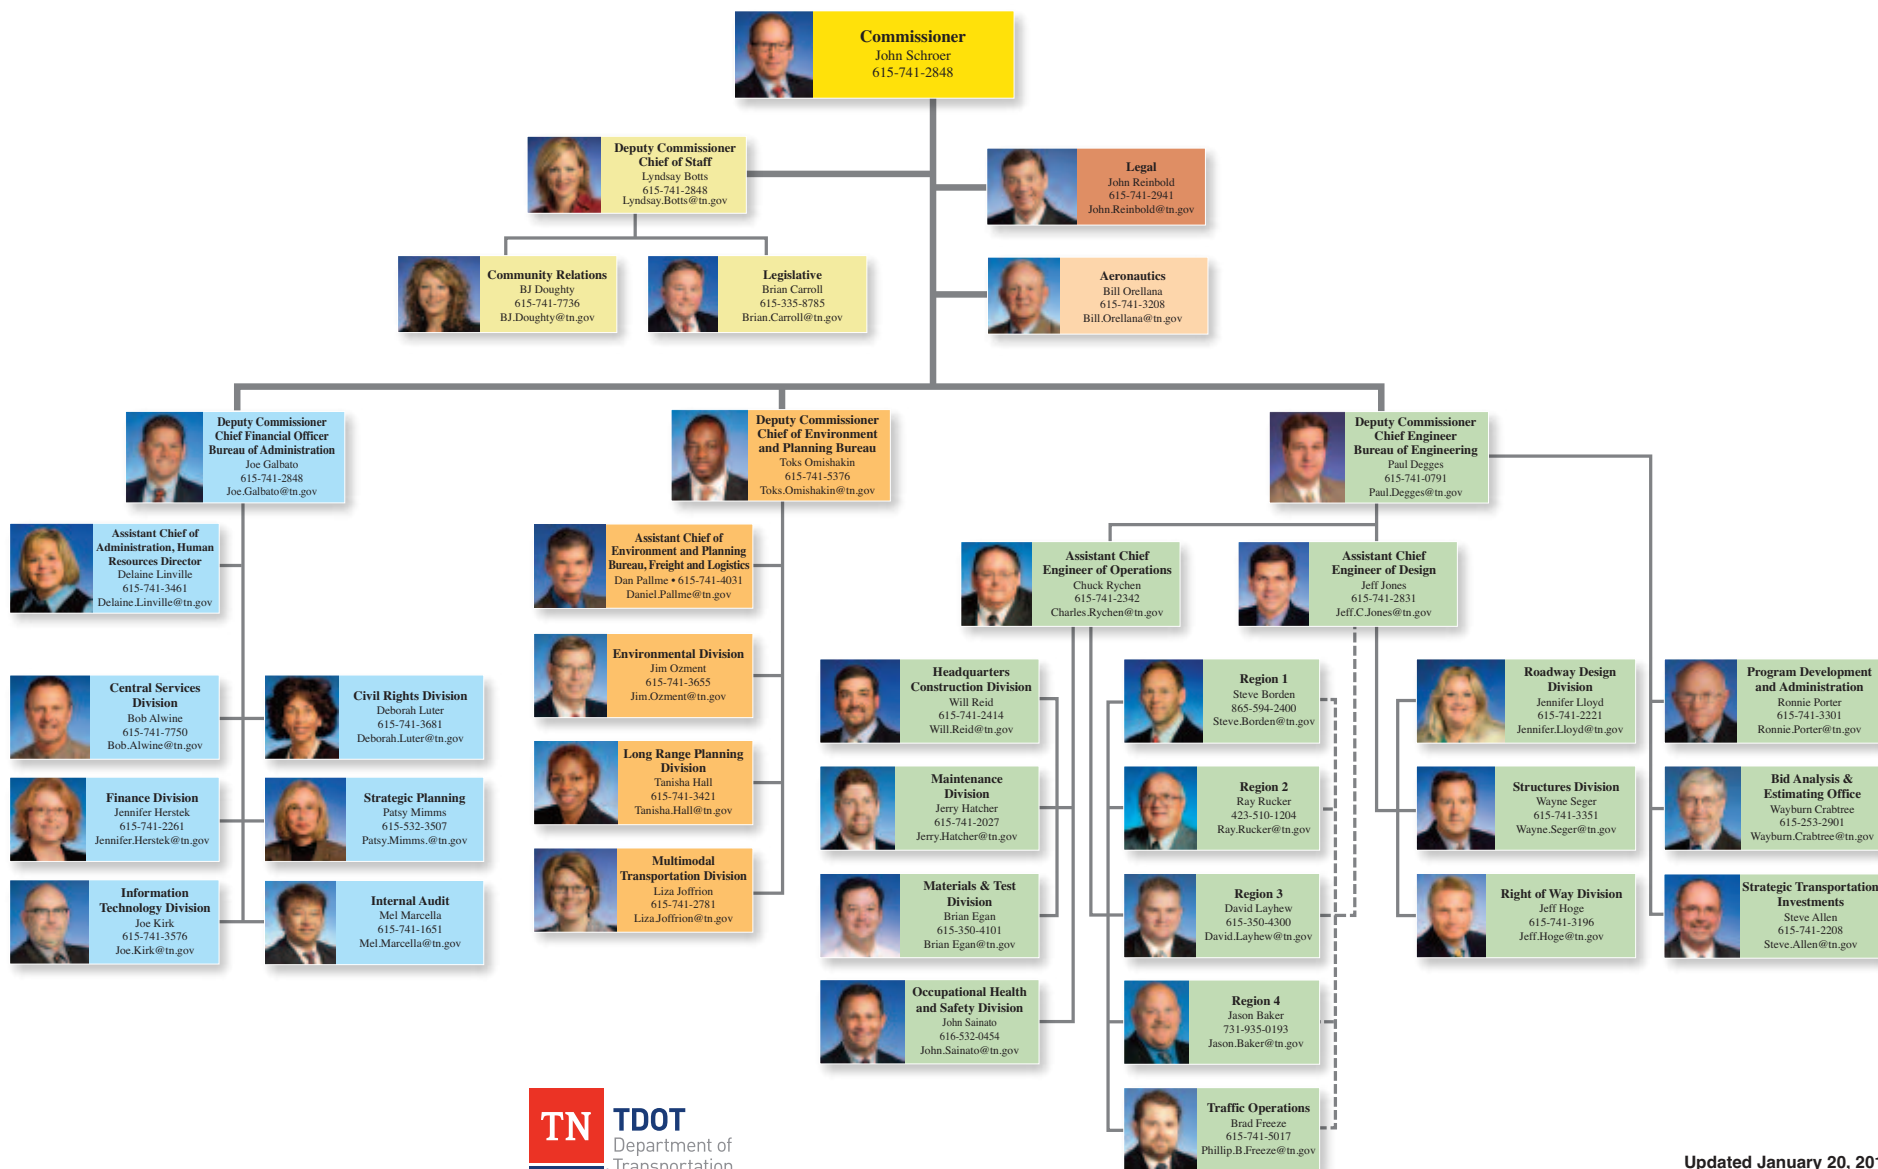 Commissioner
John Schroer
615-741-2848
Deputy Commissioner
Chief of Staff
Lyndsay Botts
615-741-2848
Lyndsay.Botts@tn.gov
Legal
John Reinbold
615-741-2941
John.Reinbold@tn.gov
Community Relations
BJ Doughty
615-741-7736
BJ.Doughty@tn.gov
Legislative
Brian Carroll
615-335-8785
Brian.Carroll@tn.gov
Aeronautics
Bill Orellana
615-741-3208
Bill.Orellana@tn.gov
Deputy Commissioner
Chief Financial Officer
Bureau of Administration
Joe Galbato
615-741-2848
Joe.Galbato@tn.gov
Deputy Commissioner
Chief of Environment
and Planning Bureau
Toks Omishakin
615-741-5376
Toks.Omishakin@tn.gov
Deputy Commissioner
Chief Engineer
Bureau of Engineering
Paul Degges
615-741-0791
Paul.Degges@tn.gov
Assistant Chief of
Administration, Human
Resources Director
Delaine Linville
615-741-3461
Delaine.Linville@tn.gov
Central Services
Division
Bob Alwine
615-741-7750
Bob.Alwine@tn.gov
Civil Rights Division
Deborah Luter
615-741-3681
Deborah.Luter@tn.gov
Finance Division
Jennifer Herstek
615-741-2261
Jennifer.Herstek@tn.gov
Strategic Planning
Patsy Mimms
615-532-3507
Patsy.Mimms.@tn.gov
Information
Technology Division
Joe Kirk
615-741-3576
Joe.Kirk@tn.gov
Internal Audit
Mel Marcella
615-741-1651
Mel.Marcella@tn.gov
Assistant Chief of
Environment and Planning
Bureau, Freight and Logistics
Dan Pallme • 615-741-4031
Daniel.Pallme@tn.gov
Environmental Division
Jim Ozment
615-741-3655
Jim.Ozment@tn.gov
Long Range Planning
Division
Tanisha Hall
615-741-3421
Tanisha.Hall@tn.gov
Multimodal
Transportation Division
Liza Joffrion
615-741-2781
Liza.Joffrion@tn.gov
Assistant Chief
Engineer of Operations
Chuck Rychen
615-741-2342
Charles.Rychen@tn.gov
Assistant Chief
Engineer of Design
Jeff Jones
615-741-2831
Jeff.C.Jones@tn.gov
Headquarters
Construction Division
Will Reid
615-741-2414
Will.Reid@tn.gov
Maintenance
Division
Jerry Hatcher
615-741-2027
Jerry.Hatcher@tn.gov
Materials & Test
Division
Brian Egan
615-350-4101
Brian Egan@tn.gov
Occupational Health
and Safety Division
John Sainato
616-532-0454
John.Sainato@tn.gov
Region 1
Steve Borden
865-594-2400
Steve.Borden@tn.gov
Region 2
Ray Rucker
423-510-1204
Ray.Rucker@tn.gov
Region 3
David Layhew
615-350-4300
David.Layhew@tn.gov
Region 4
Jason Baker
731-935-0193
Jason.Baker@tn.gov
Traffic Operations
Brad Freeze
615-741-5017
Phillip.B.Freeze@tn.gov
Roadway Design
Division
Jennifer Lloyd
615-741-2221
Jennifer.Lloyd@tn.gov
Structures Division
Wayne Seger
615-741-3351
Wayne.Seger@tn.gov
Right of Way Division
Jeff Hoge
615-741-3196
Jeff.Hoge@tn.gov
Program Development
and Administration
Ronnie Porter
615-741-3301
Ronnie.Porter@tn.gov
Bid Analysis &
Estimating Office
Wayburn Crabtree
615-253-2901
Wayburn.Crabtree@tn.gov
Strategic Transportation
Investments
Steve Allen
615-741-2208
Steve.Allen@tn.gov
TN
TDOT
Department of
Transportation
Updated January 20, 201